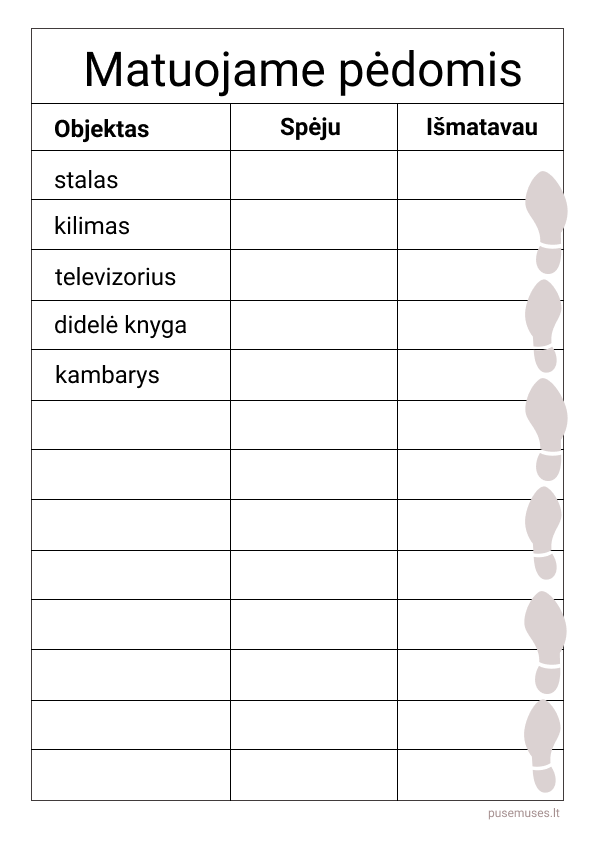 Matuojame pėdomis
Objektas Spėju Išmatavau
stalas
kilimas
televizorius
didelė knyga
kambarys
pusemuses.lt